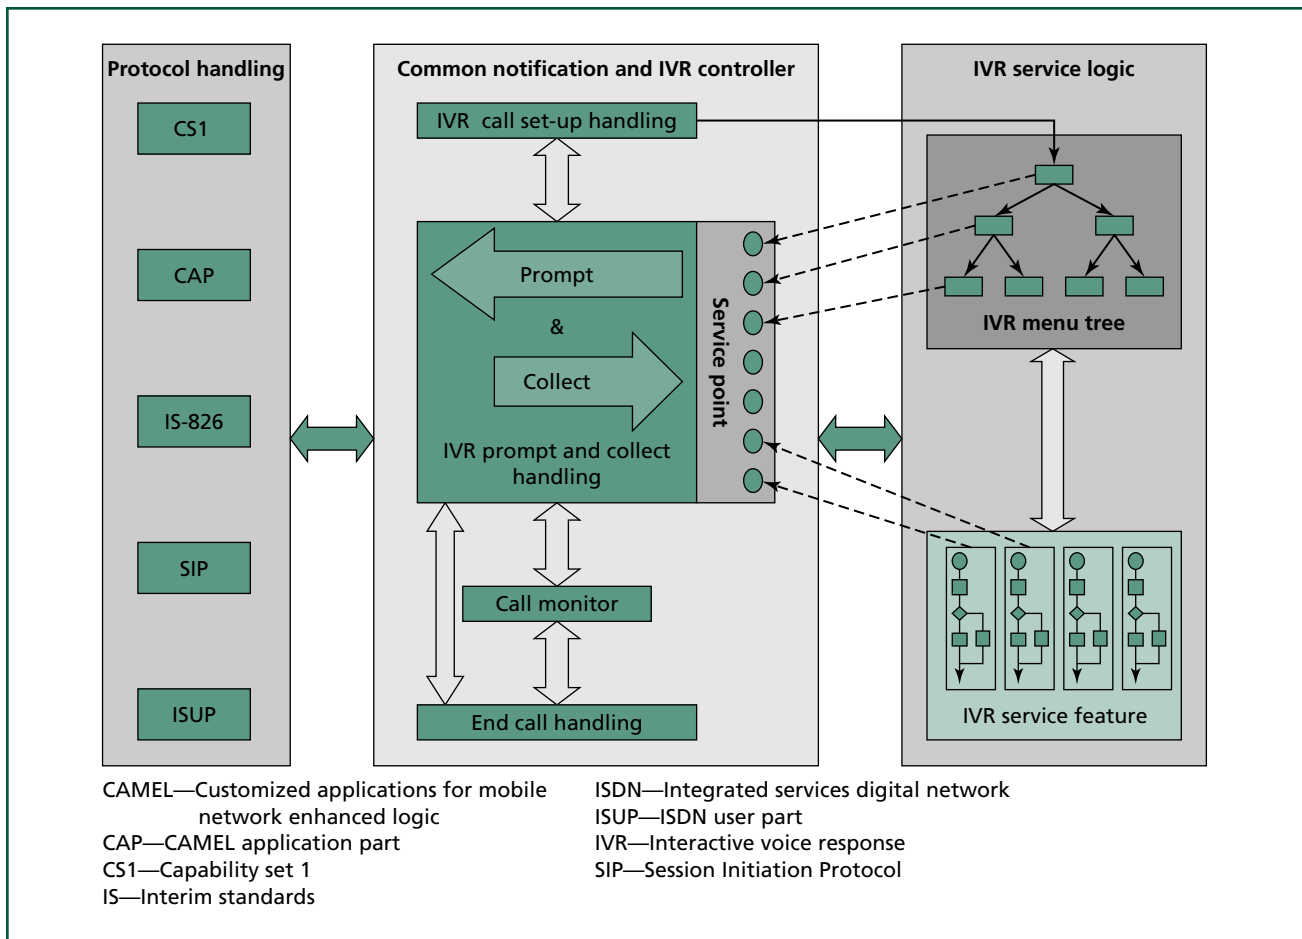 Protocol handling
CS1
CAP
IS-826
SIP
ISUP
Common notification and IVR controller
IVR call set-up handling
Prompt
&
Collect
IVR prompt and collect
handling
Service point
Call monitor
End call handling
IVR service logic
IVR menu tree
IVR service feature
CAMEL—Customized applications for mobile
network enhanced logic
CAP—CAMEL application part
CS1—Capability set 1
IS—Interim standards
ISDN—Integrated services digital network
ISUP—ISDN user part
IVR—Interactive voice response
SIP—Session Initiation Protocol